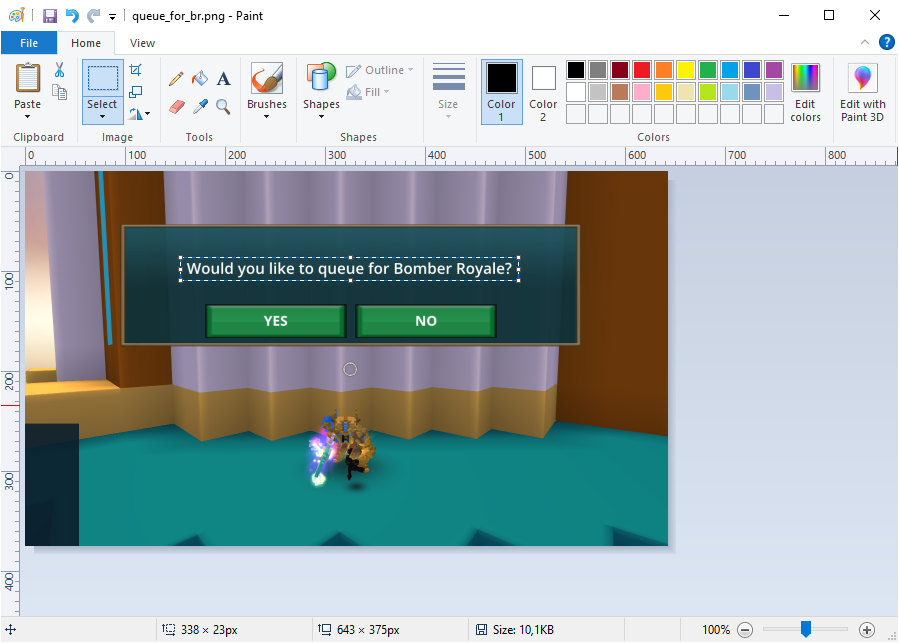 queue_for_br.png - Paint
File
Home
View
Paste
Clipboard
Select
Image
A
Tools
Brushes
Shapes
Outline
Fill
Shapes
Size
Color 1
Color 2
Edit colors
Colors
Edit with Paint 3D
0 100 200 300 400 500 600 700 800
0
100
200
300
400
Would you like to queue for Bomber Royale?
YES
NO
338 × 23px
643 × 375px
Size: 10,1KB
100%